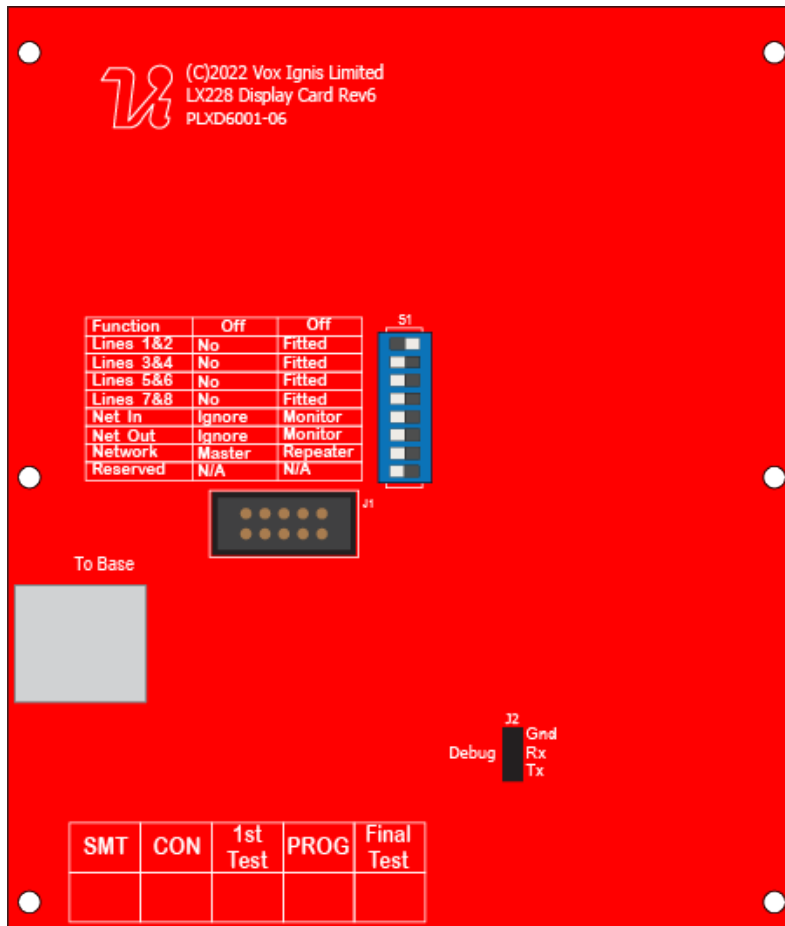 (C)2022 Vox Ignis Limited
LX228 Display Card Rev6
PLXD6001-06
S1
Function Off Off
Lines 1&2 No Fitted
Lines 3&4 No Fitted
Lines 5&6 No Fitted
Lines 7&8 No Fitted
Net In Ignore Monitor
Net Out Ignore Monitor
Network Master Repeater
Reserved N/A N/A
J1
To Base
J2
Gnd
Debug Rx
Tx
SMT CON 1st Test PROG Final Test